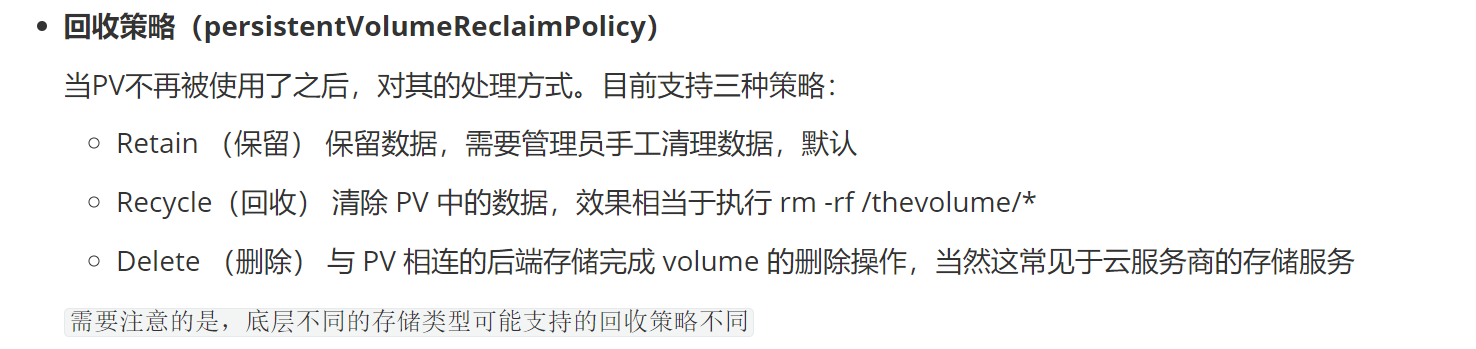 回收策略（persistentVolumeReclaimPolicy）
当PV不再被使用了之后，对其的处理方式。目前支持三种策略：
Retain （保留） 保留数据，需要管理员手工清理数据，默认
Recycle（回收） 清除 PV 中的数据，效果相当于执行 rm -rf /thevolume/*
Delete （删除） 与 PV 相连的后端存储完成 volume 的删除操作，当然这常见于云服务商的存储服务
需要注意的是，底层不同的存储类型可能支持的回收策略不同